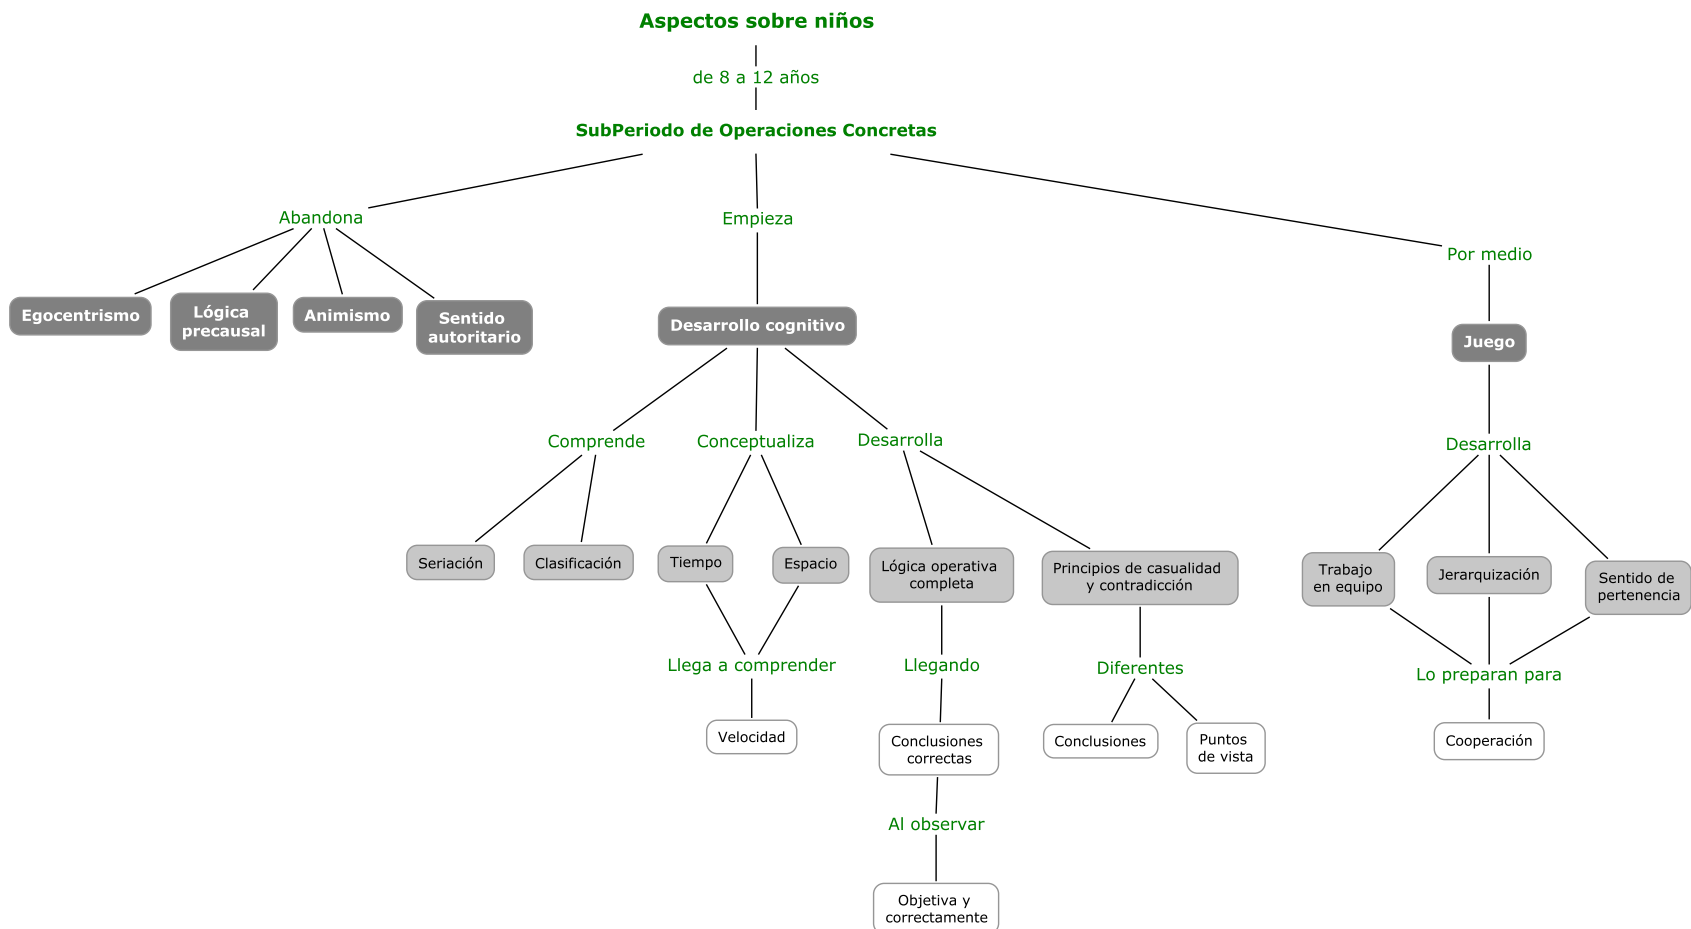 Aspectos sobre niños
de 8 a 12 años
SubPeriodo de Operaciones Concretas
Abandona
Empieza
Por medio
Egocentrismo
Lógica
precausal
Animismo
Sentido
autoritario
Desarrollo cognitivo
Juego
Comprende
Conceptualiza
Desarrolla
Desarrolla
Seriación
Clasificación
Tiempo
Espacio
Lógica operativa
completa
Principios de casualidad
y contradicción
Trabajo
en equipo
Jerarquización
Sentido de
pertenencia
Llega a comprender
Llegando
Diferentes
Lo preparan para
Velocidad
Conclusiones
correctas
Conclusiones
Puntos
de vista
Cooperación
Al observar
Objetiva y
correctamente